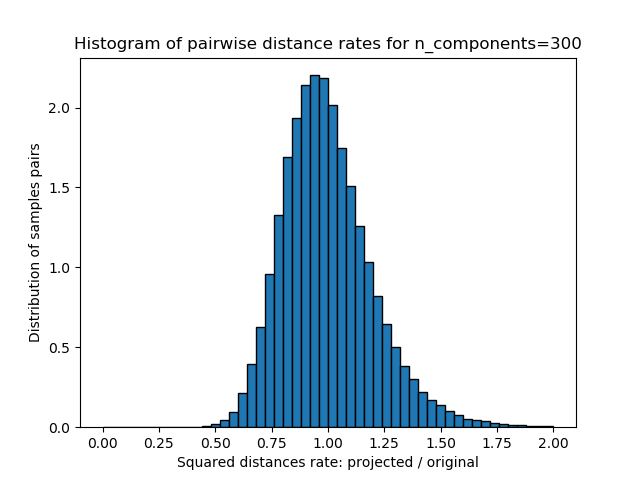 Histogram of pairwise distance rates for n_components=300
Distribution of samples pairs
2.0
1.5
1.0
0.5
0.0
0.00 0.25 0.50 0.75 1.00 1.25 1.50 1.75 2.00
Squared distances rate: projected / original